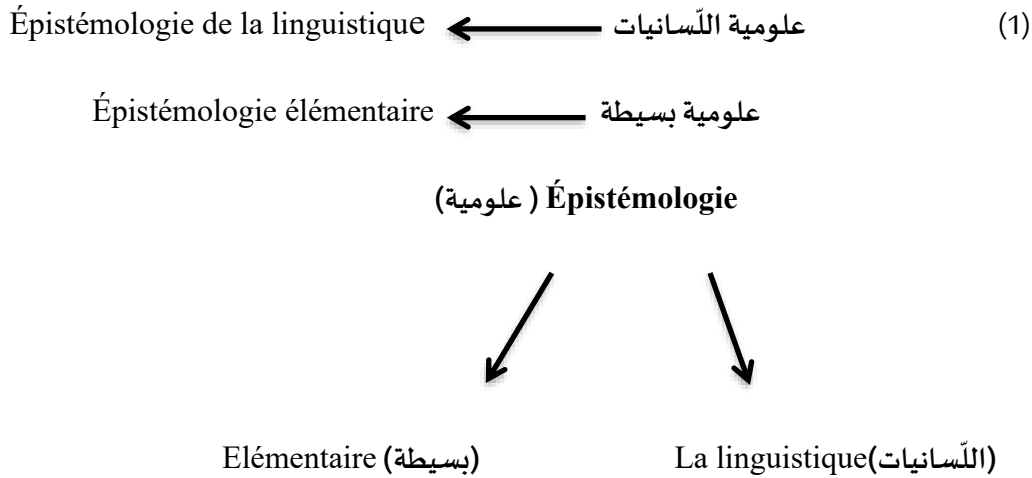 (1) علومية اللّسانيات Épistémologie de la linguistique
علومية بسيطة Épistémologie élémentaire
Épistémologie (علومية)
La linguistique(اللّسانيات) Elémentaire (بسيطة)